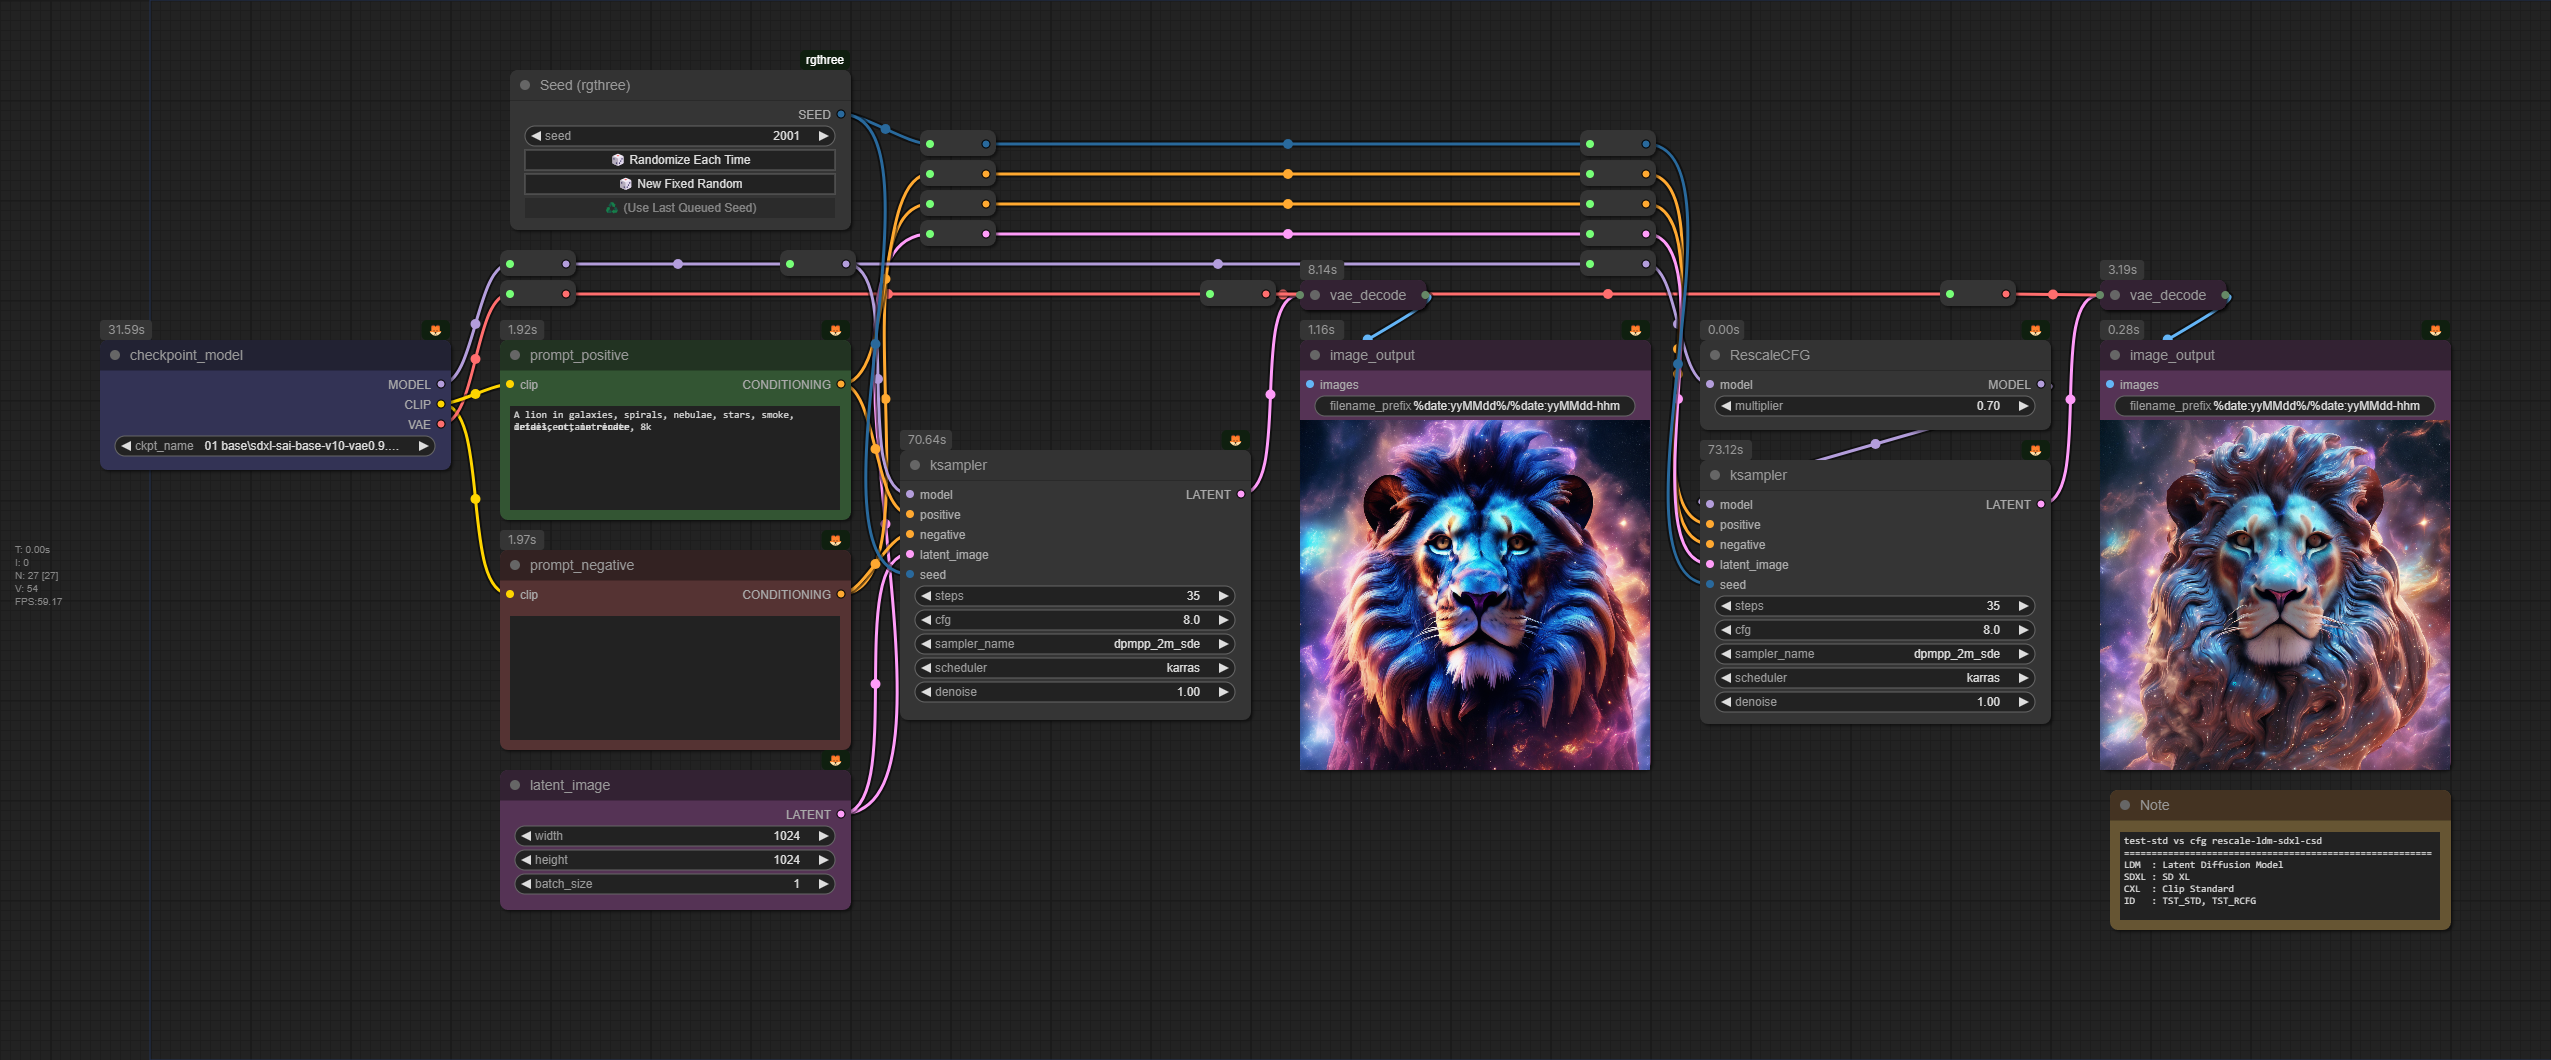 rgthree
Seed (rgthree)
SEED
seed 2001
Randomize Each Time
New Fixed Random
(Use Last Queued Seed)
31.59s
checkpoint_model
MODEL
CLIP
VAE
ckpt_name 01 base\sdxl-sai-base-v10-vae0.9....
1.92s
prompt_positive
clip CONDITIONING
A lion in galaxies, spirals, nebulae, stars, smoke,
intricate, 8k
1.97s
prompt_negative
clip CONDITIONING
latent_image
LATENT
width 1024
height 1024
batch_size 1
T: 0.00s
I: 0
N: 27 [27]
V: 54
FPS:59.17
70.64s
ksampler
model LATENT
positive
negative
latent_image
seed
steps 35
cfg 8.0
sampler_name dpmpp_2m_sde
scheduler karras
denoise 1.00
8.14s
vae_decode
1.16s
image_output
images
filename_prefix %date:yyMMdd%/%date:yyMMdd-hhm
0.00s
RescaleCFG
model MODEL
multiplier 0.70
73.12s
ksampler
model LATENT
positive
negative
latent_image
seed
steps 35
cfg 8.0
sampler_name dpmpp_2m_sde
scheduler karras
denoise 1.00
3.19s
vae_decode
0.28s
image_output
images
filename_prefix %date:yyMMdd%/%date:yyMMdd-hhm
Note
test-std vs cfg rescale-ldm-sdxl-csd
====================================================
LDM : Latent Diffusion Model
SDXL : SD XL
CXL : Clip Standard
ID : TST_STD, TST_RCFG